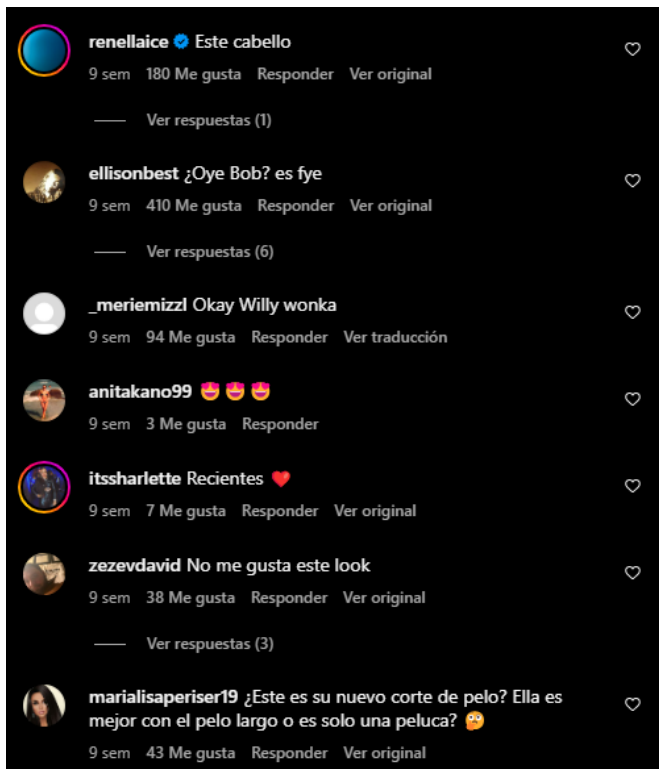 renellaice Este cabello
9 sem 180 Me gusta Responder Ver original
Ver respuestas (1)
ellisonbest ¿Oye Bob? es fye
9 sem 410 Me gusta Responder Ver original
Ver respuestas (6)
_meriemizzl Okay Willy wonka
9 sem 94 Me gusta Responder Ver traducción
anitakano99 😍😍😍
9 sem 3 Me gusta Responder
itssharlette Recientes ❤️
9 sem 7 Me gusta Responder Ver original
zezevdavid No me gusta este look
9 sem 38 Me gusta Responder Ver original
Ver respuestas (3)
marialisaperiser19 ¿Este es su nuevo corte de pelo? Ella es
mejor con el pelo largo o es solo una peluca? 🤔
9 sem 43 Me gusta Responder Ver original